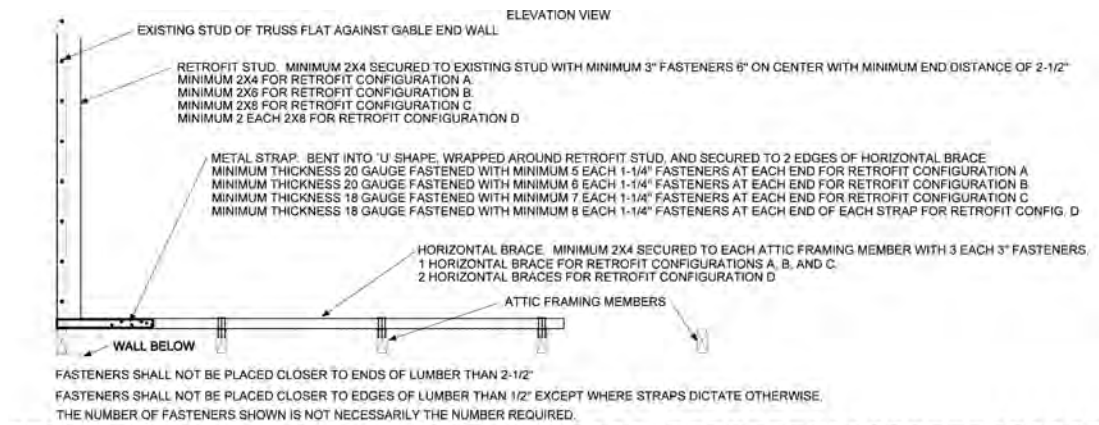 ELEVATION VIEW
EXISTING STUD OF TRUSS FLAT AGAINST GABLE END WALL
RETROFIT STUD. MINIMUM 2X4 SECURED TO EXISTING STUD WITH MINIMUM 3" FASTENERS 6" ON CENTER WITH MINIMUM END DISTANCE OF 2-1/2"
MINIMUM 2X4 FOR RETROFIT CONFIGURATION A.
MINIMUM 2X6 FOR RETROFIT CONFIGURATION B.
MINIMUM 2X8 FOR RETROFIT CONFIGURATION C
MINIMUM 2 EACH 2X8 FOR RETROFIT CONFIGURATION D
METAL STRAP. BENT INTO "U" SHAPE, WRAPPED AROUND RETROFIT STUD, AND SECURED TO 2 EDGES OF HORIZONTAL BRACE
MINIMUM THICKNESS 20 GAUGE FASTENED WITH MINIMUM 5 EACH 1-1/4" FASTENERS AT EACH END FOR RETROFIT CONFIGURATION A
MINIMUM THICKNESS 20 GAUGE FASTENED WITH MINIMUM 6 EACH 1-1/4" FASTENERS AT EACH END FOR RETROFIT CONFIGURATION B
MINIMUM THICKNESS 18 GAUGE FASTENED WITH MINIMUM 7 EACH 1-1/4" FASTENERS AT EACH END FOR RETROFIT CONFIGURATION C
MINIMUM THICKNESS 18 GAUGE FASTENED WITH MINIMUM 8 EACH 1-1/4" FASTENERS AT EACH END OF EACH STRAP FOR RETROFIT CONFIG. D
HORIZONTAL BRACE. MINIMUM 2X4 SECURED TO EACH ATTIC FRAMING MEMBER WITH 3 EACH 3" FASTENERS.
1 HORIZONTAL BRACE FOR RETROFIT CONFIGURATIONS A, B, AND C.
2 HORIZONTAL BRACES FOR RETROFIT CONFIGURATION D
ATTIC FRAMING MEMBERS
WALL BELOW
FASTENERS SHALL NOT BE PLACED CLOSER TO ENDS OF LUMBER THAN 2-1/2"
FASTENERS SHALL NOT BE PLACED CLOSER TO EDGES OF LUMBER THAN 1/2" EXCEPT WHERE STRAPS DICTATE OTHERWISE.
THE NUMBER OF FASTENERS SHOWN IS NOT NECESSARILY THE NUMBER REQUIRED.